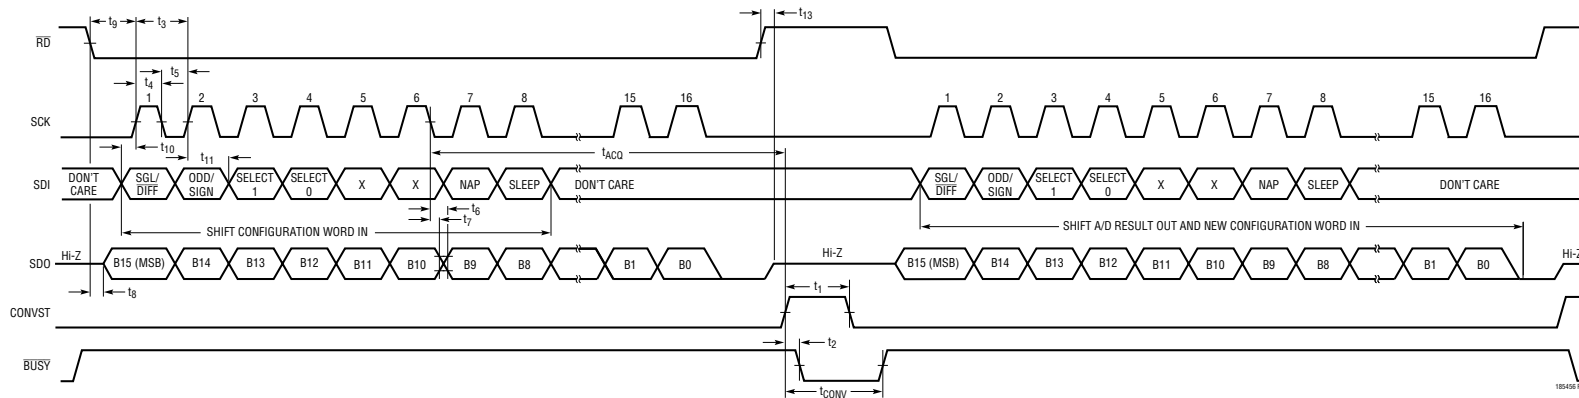 t9
t3
t13
RD
t4
t5
1
2
3
4
5
6
7
8
15
16
1
2
3
4
5
6
7
8
15
16
SCK
t10
t11
tACQ
SDI
DON'T CARE
SGL/DIFF
ODD/SIGN
SELECT 1
SELECT 0
X
X
NAP
SLEEP
DON'T CARE
SGL/DIFF
ODD/SIGN
SELECT 1
SELECT 0
X
X
NAP
SLEEP
DON'T CARE
t6
t7
SHIFT CONFIGURATION WORD IN
SHIFT A/D RESULT OUT AND NEW CONFIGURATION WORD IN
SDO
Hi-Z
B15 (MSB)
B14
B13
B12
B11
B10
B9
B8
B1
B0
Hi-Z
B15 (MSB)
B14
B13
B12
B11
B10
B9
B8
B1
B0
Hi-Z
t8
t1
CONVST
t2
BUSY
tCONV